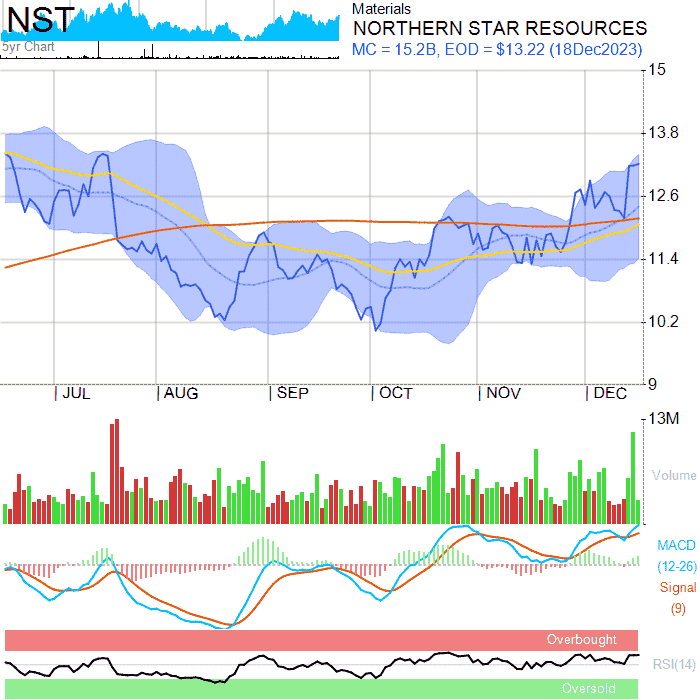 NST
5yr Chart
Materials
NORTHERN STAR RESOURCES
MC = 15.2B, EOD = $13.22 (18Dec2023)
15
13.8
12.6
11.4
10.2
9
JUL AUG SEP OCT NOV DEC
13M
Volume
MACD
(12-26)
Signal
(9)
Overbought
RSI(14)
Oversold